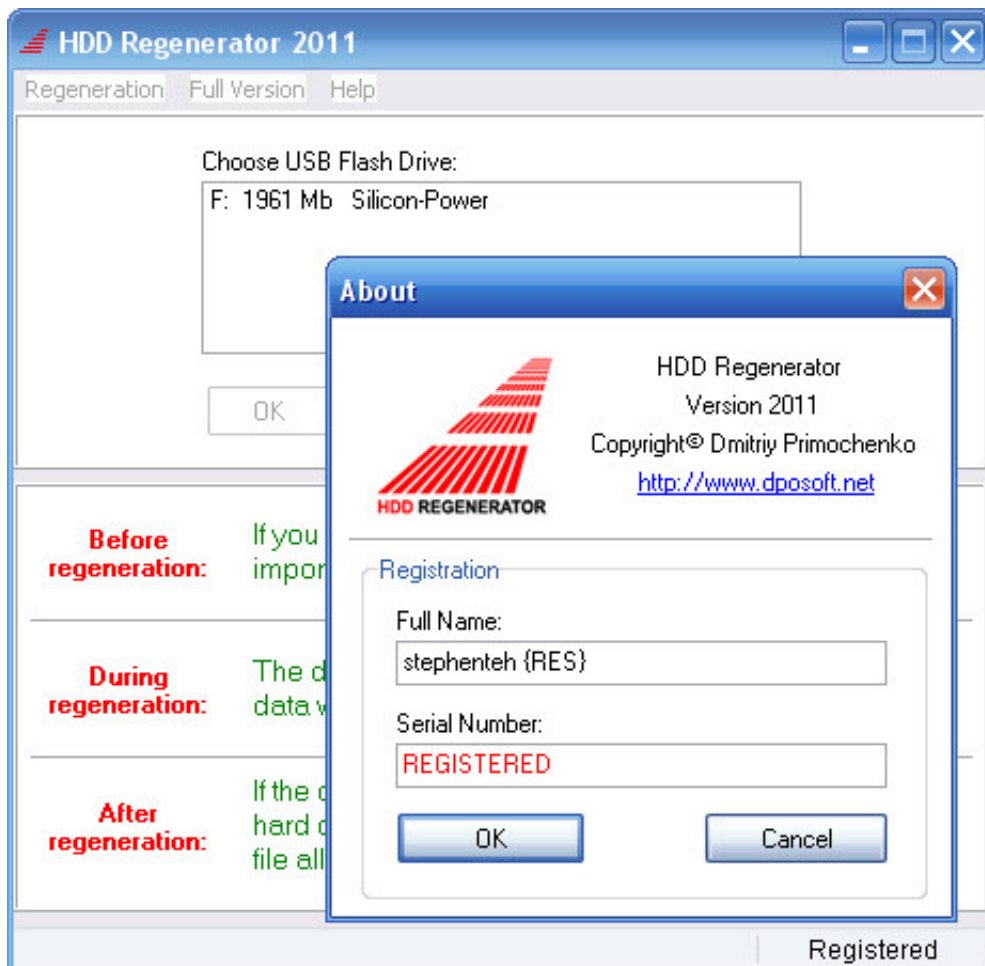 HDD Regenerator 2011
Regeneration Full Version Help
Choose USB Flash Drive:
F: 1961 Mb Silicon-Power
OK
About
HDD Regenerator
Version 2011
Copyright© Dmitriy Primochenko
http://www.dposoft.net
HDD REGENERATOR
Registration
Full Name:
stephenteh {RES}
Serial Number:
REGISTERED
OK Cancel
Before
regeneration:
If you
During
regeneration:
The
After
regeneration:
If the
hard
file all
Registered